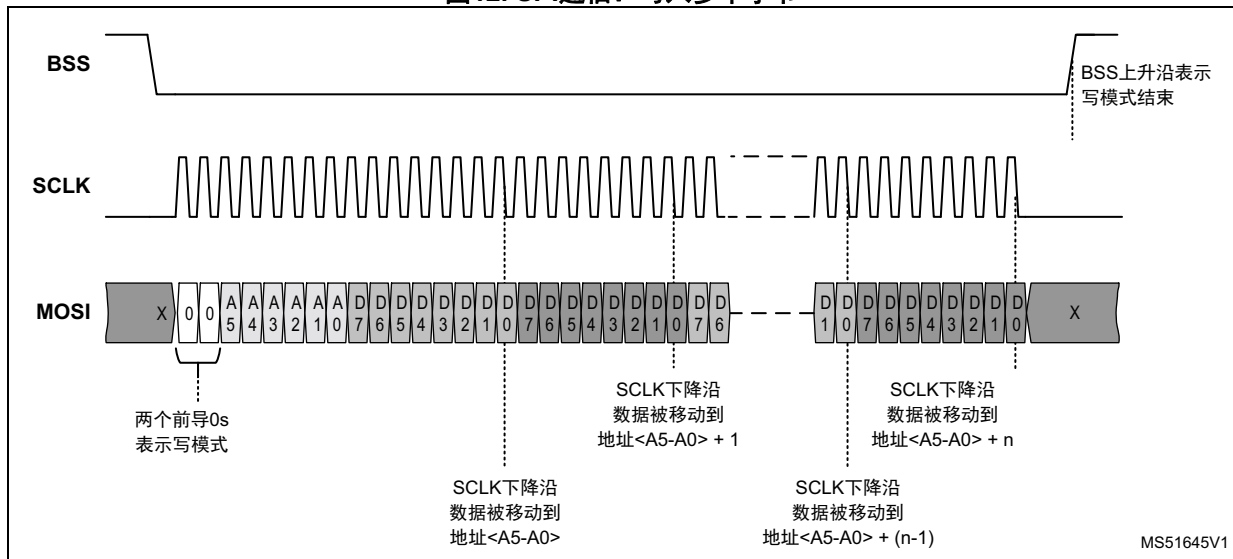 BSS
BSS上升沿表示
写模式结束
SCLK
MOSI
X 0 0 A5 A4 A3 A2 A1 A0 D7 D6 D5 D4 D3 D2 D1 D0 D7 D6 D5 D4 D3 D2 D1 D0 D7 D6 D1 D0 D7 D6 D5 D4 D3 D2 D1 D0 X
两个前导0s
表示写模式
SCLK下降沿
数据被移动到
地址<A5-A0> + 1
SCLK下降沿
数据被移动到
地址<A5-A0> + n
SCLK下降沿
数据被移动到
地址<A5-A0>
SCLK下降沿
数据被移动到
地址<A5-A0> + (n-1)
MS51645V1